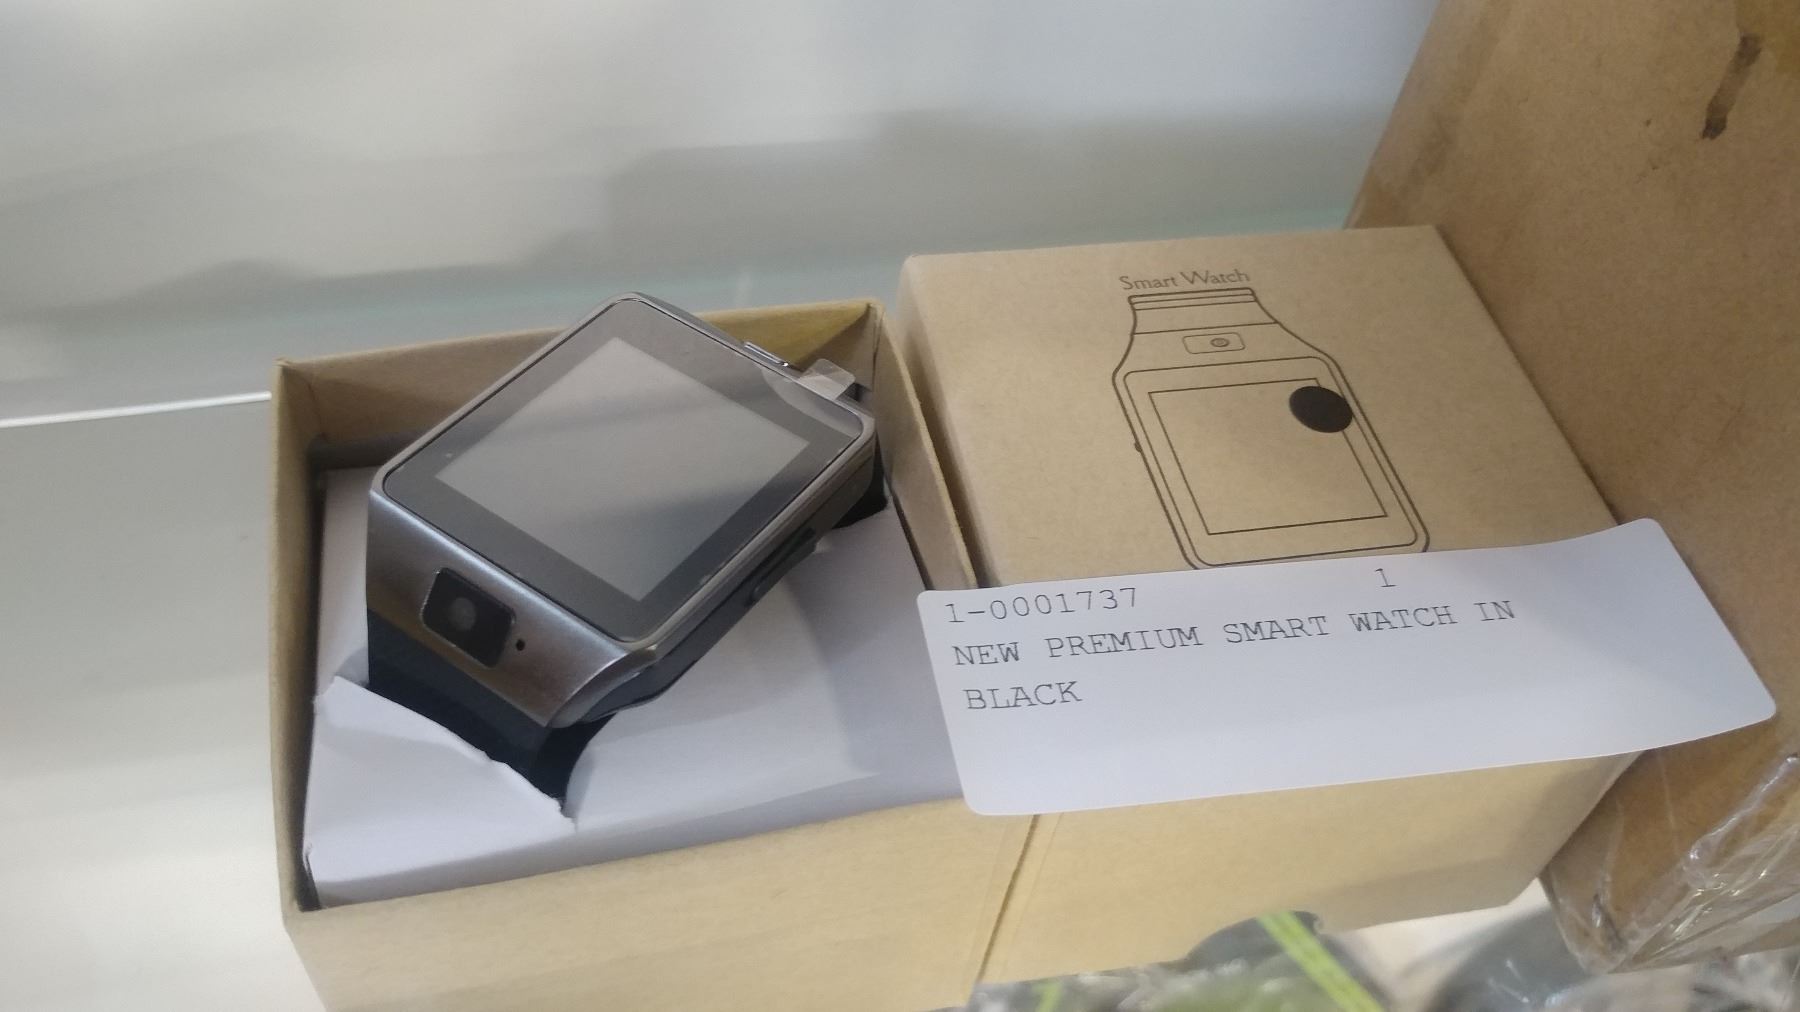 Smart Watch
1-0001737 1
NEW PREMIUM SMART WATCH IN
BLACK